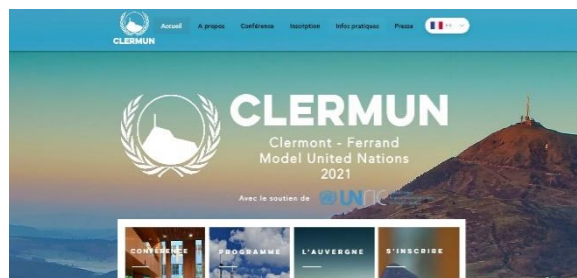 CLERMUN
Accueil A propos Conférence Inscription Infos pratiques Presse
CLERMUN
Clermont - Ferrand
Model United Nations
2021
Avec le soutien de UNRIC
CONFÉRENCE PROGRAMME L'AUVERGNE S'INSCRIRE